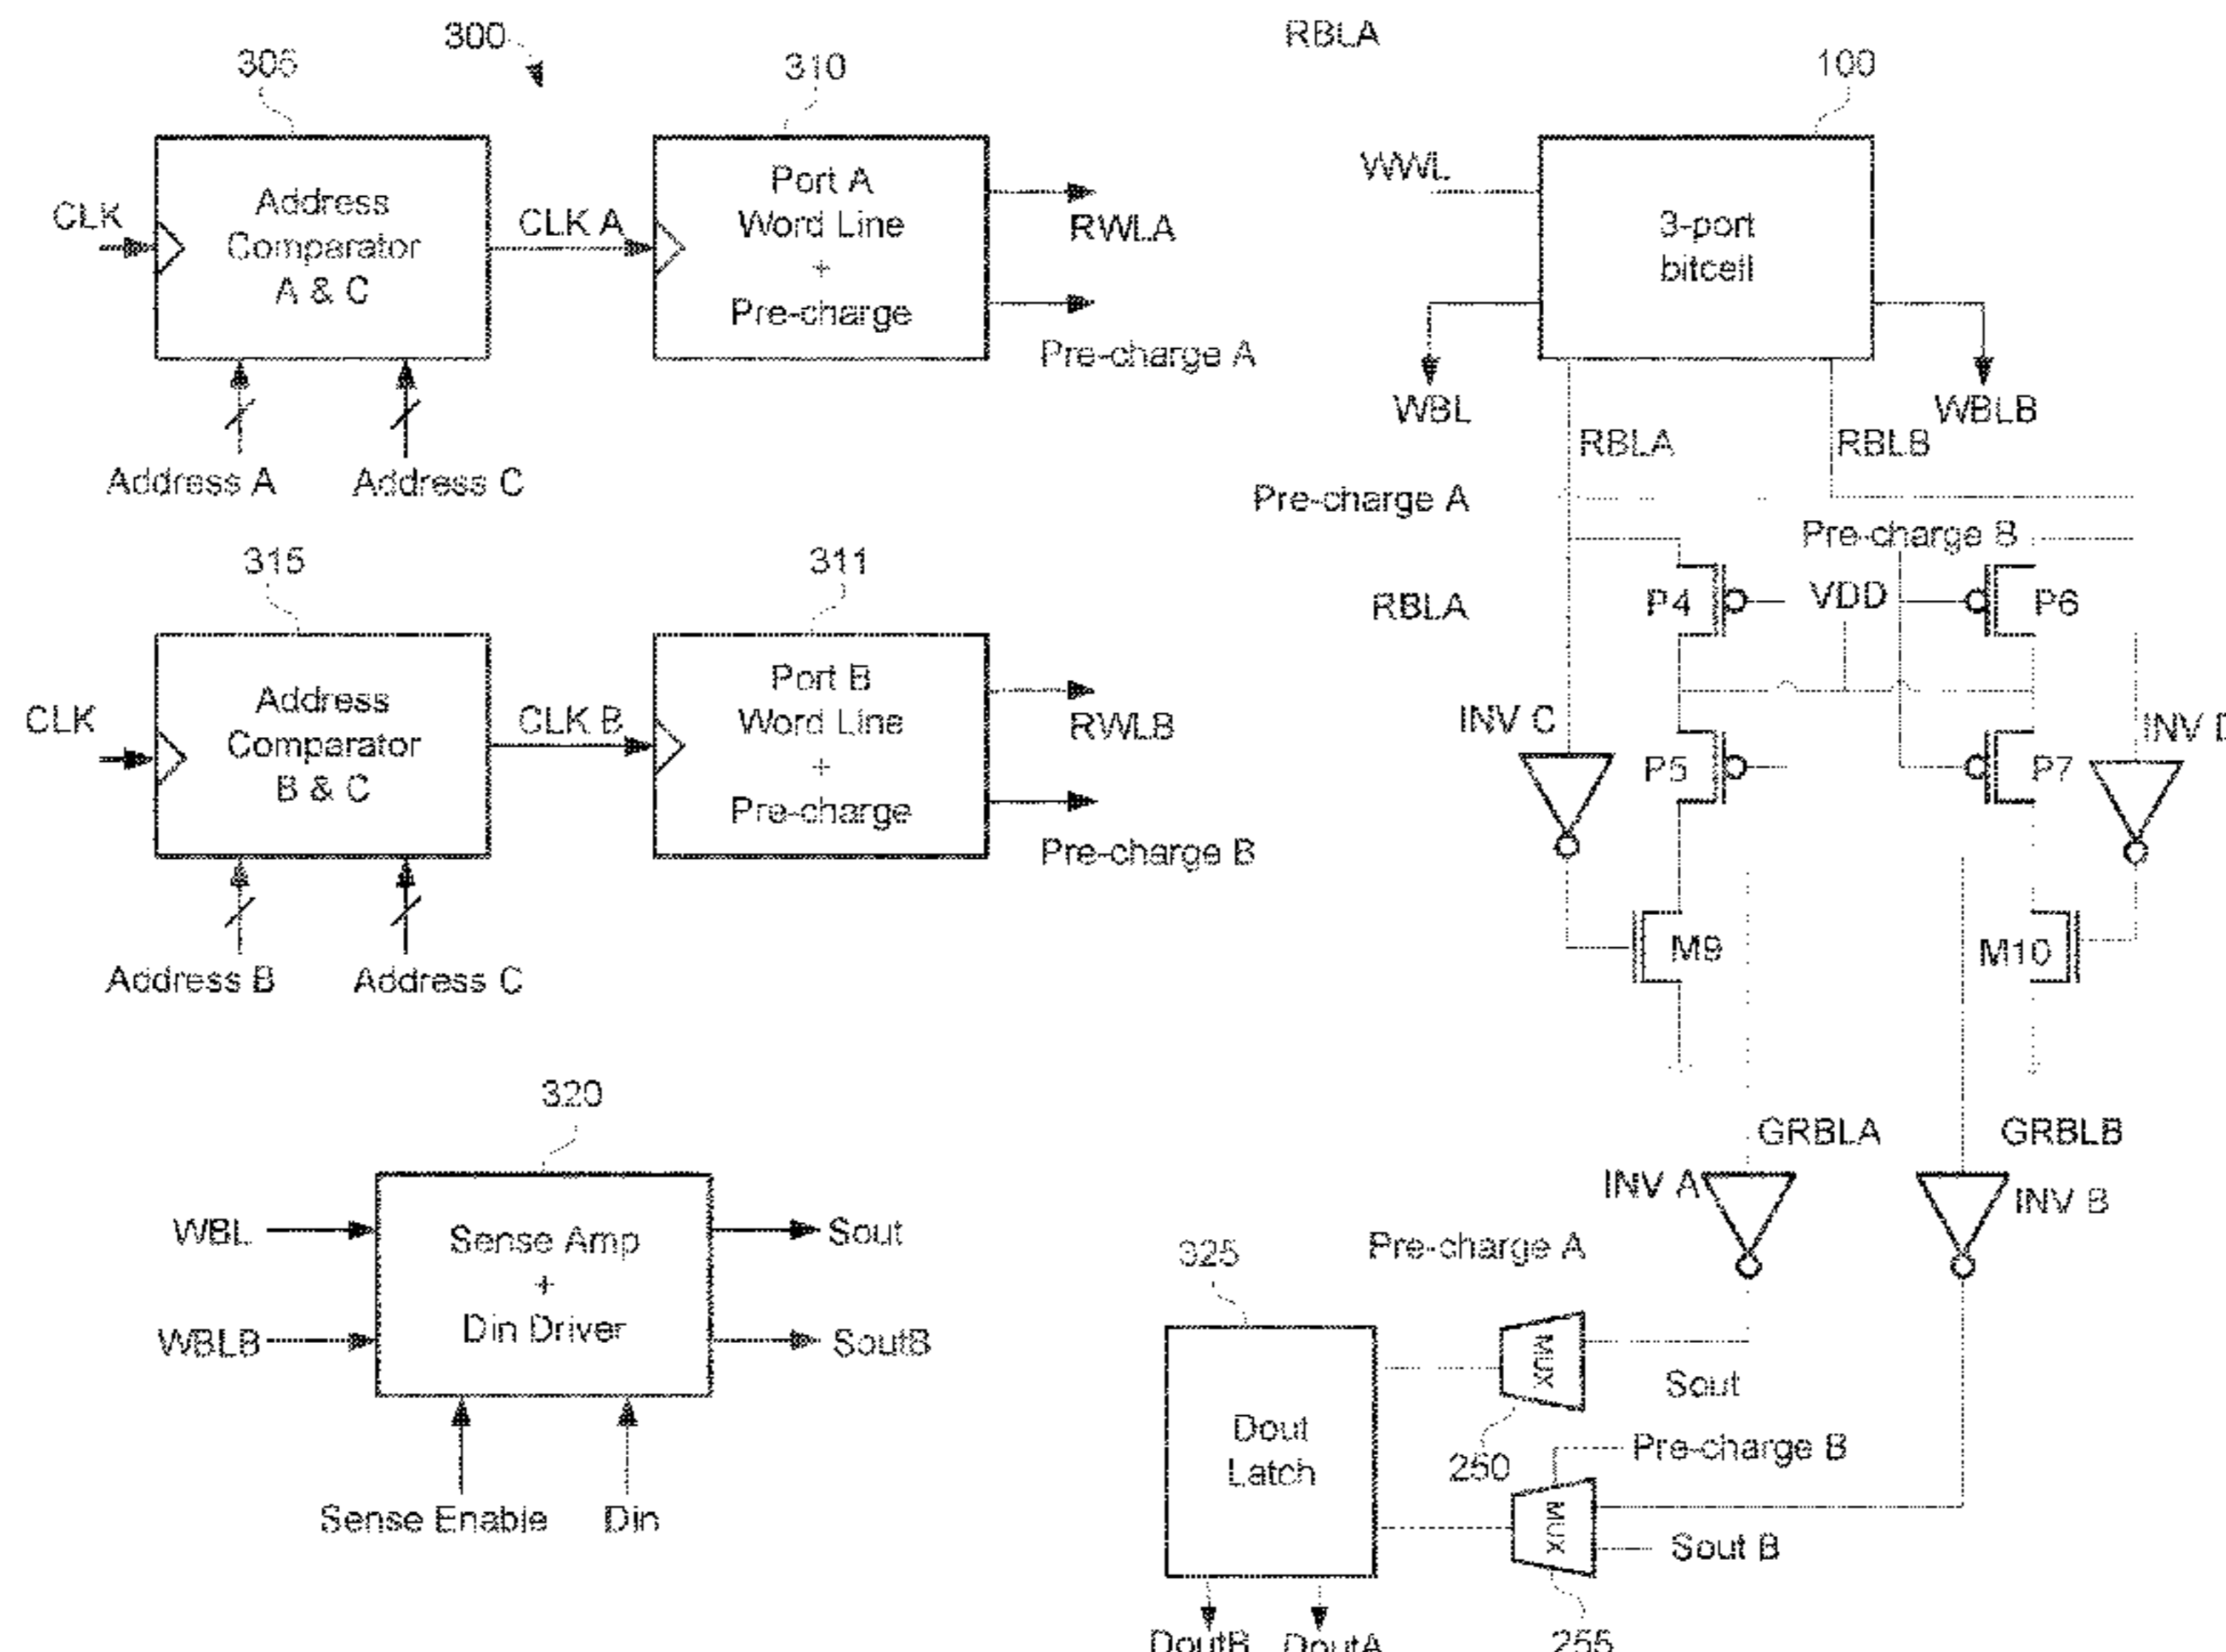 300
306
310
RBLA
100
CLK
Address
Comparator
A & C
CLK A
Port A
Word Line
+
Pre-charge
RWLA
Pre-charge A
Address A
Address C
WWL
3-port
bitcell
WBL
WBLB
RBLA
RBLB
Pre-charge A
Pre-charge B
315
311
CLK
Address
Comparator
B & C
CLK B
Port B
Word Line
+
Pre-charge
RWLB
Pre-charge B
Address B
Address C
RBLA
P4
VDD
P6
INV C
P5
P7
INV D
M9
M10
320
WBL
WBLB
Sense Amp
+
Din Driver
Sout
SoutB
Sense Enable
Din
GRBLA
GRBLB
INV A
INV B
325
Pre-charge A
MUX
Sout
250
Dout
Latch
Pre-charge B
MUX
Sout B
255
DoutB
DoutA